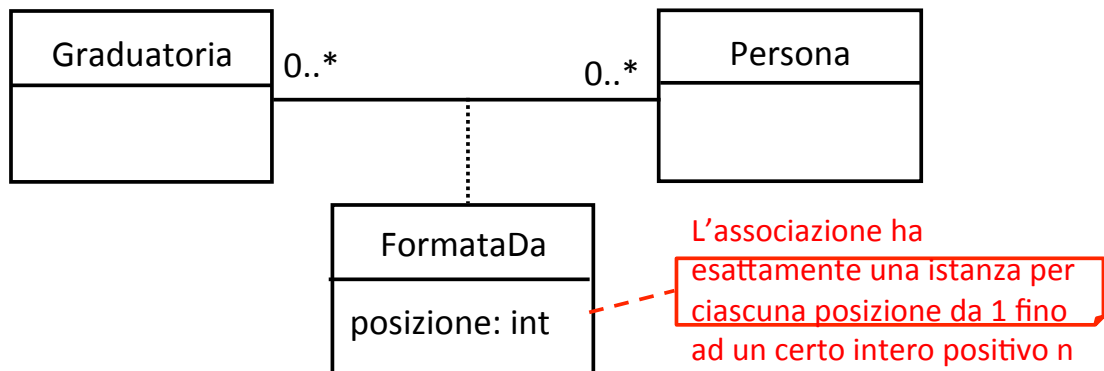 Graduatoria
0..*
0..*
Persona
FormataDa
posizione: int
L’associazione ha
esattamente una istanza per
ciascuna posizione da 1 fino
ad un certo intero positivo n